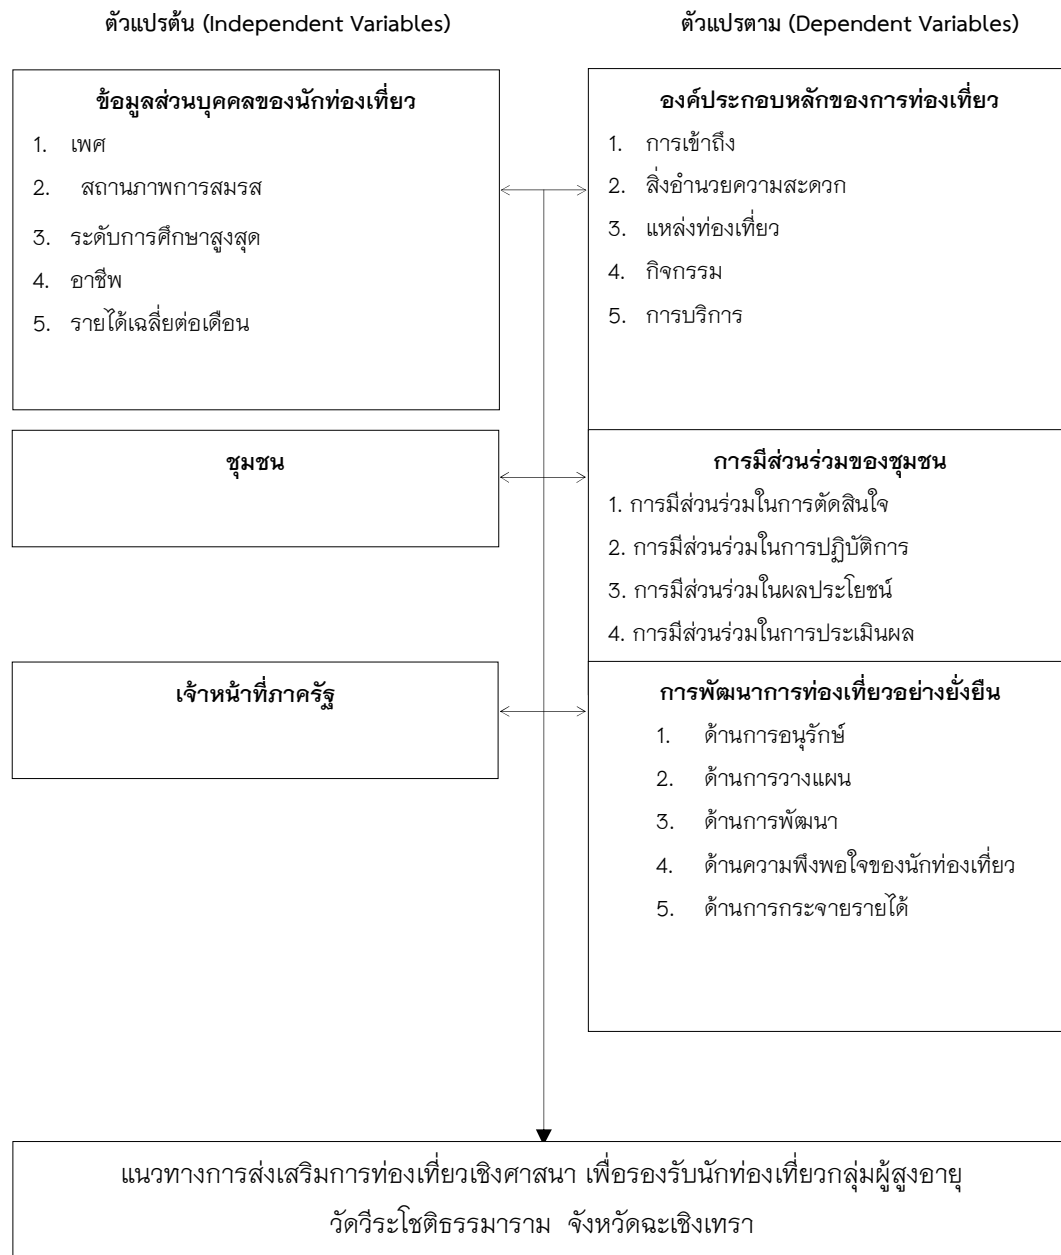 ตัวแปรต้น (Independent Variables)
ตัวแปรตาม (Dependent Variables)
ข้อมูลส่วนบุคคลของนักท่องเที่ยว
1. เพศ
2. สถานภาพการสมรส
3. ระดับการศึกษาสูงสุด
4. อาชีพ
5. รายได้เฉลี่ยต่อเดือน
องค์ประกอบหลักของการท่องเที่ยว
1. การเข้าถึง
2. สิ่งอำนวยความสะดวก
3. แหล่งท่องเที่ยว
4. กิจกรรม
5. การบริการ
ชุมชน
การมีส่วนร่วมของชุมชน
1. การมีส่วนร่วมในการตัดสินใจ
2. การมีส่วนร่วมในการปฏิบัติการ
3. การมีส่วนร่วมในผลประโยชน์
4. การมีส่วนร่วมในการประเมินผล
เจ้าหน้าที่ภาครัฐ
การพัฒนาการท่องเที่ยวอย่างยั่งยืน
1. ด้านการอนุรักษ์
2. ด้านการวางแผน
3. ด้านการพัฒนา
4. ด้านความพึงพอใจของนักท่องเที่ยว
5. ด้านการกระจายรายได้
แนวทางการส่งเสริมการท่องเที่ยวเชิงศาสนา เพื่อรองรับนักท่องเที่ยวกลุ่มผู้สูงอายุ
วัดวีระโชติธรรมาราม จังหวัดฉะเชิงเทรา